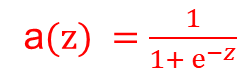 a(z) = 1 / (1 + e^{-z})